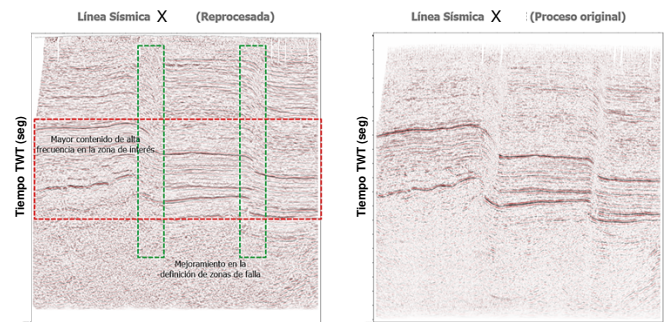 Línea Sísmica X (Reprocesada)
Tiempo TWT (seg)
Mayor contenido de alta
frecuencia en la zona de interés
Mejoramiento en la
definición de zonas de falla
Línea Sísmica X (Proceso original)
Tiempo TWT (seg)